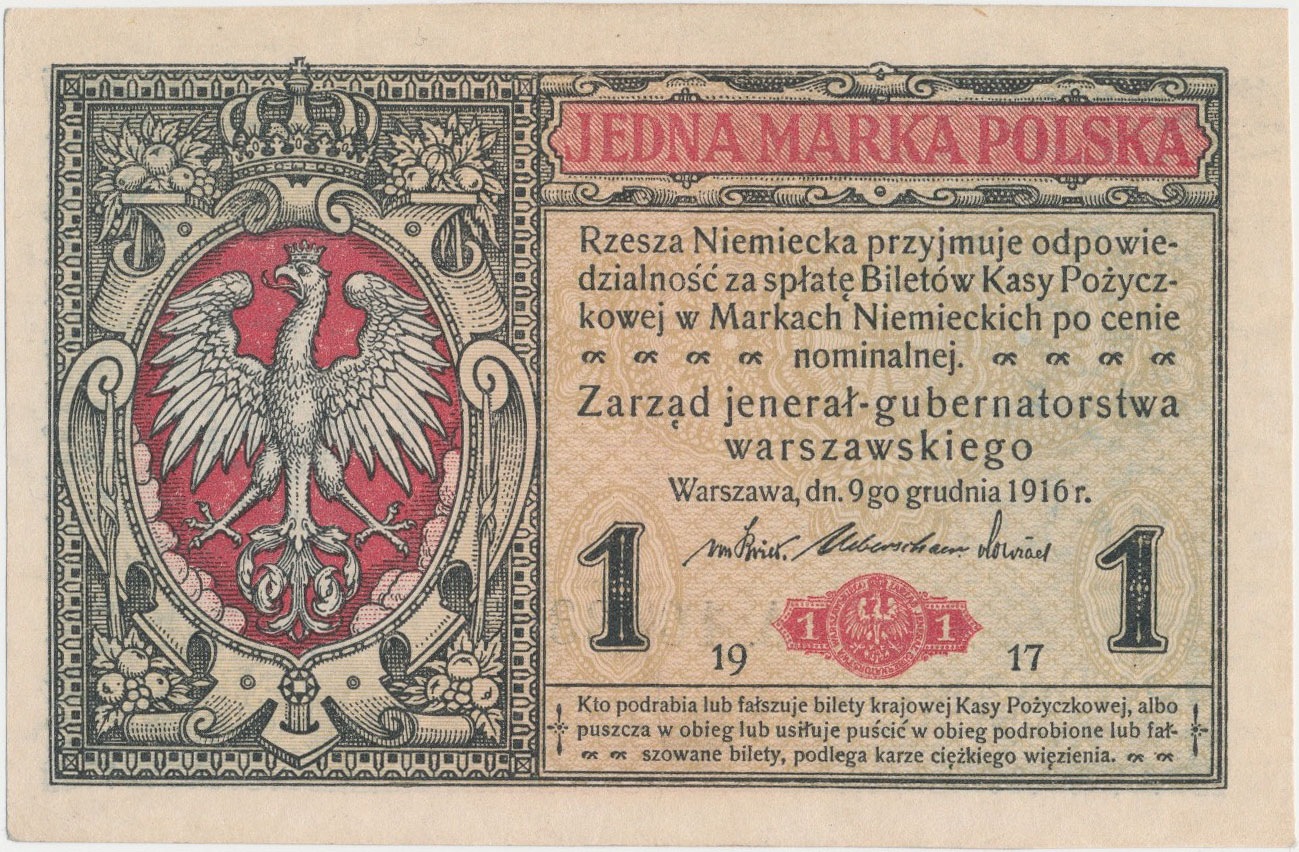 JEDNA MARKA POLSKA
Rzesza Niemiecka przyjmuje odpowie-
dzialność za spłatę Biletów Kasy Pożycz-
kowej w Markach Niemieckich po cenie
nominalnej.
Zarząd jenerał-gubernatorstwa
warszawskiego
Warszawa, dn. 9go grudnia 1916 r.
1 1
1 1
19 17
Kto podrabia lub fałszuje bilety krajowej Kasy Pożyczkowej, albo
puszcza w obieg lub usiłuje puścić w obieg podrobione lub fał-
szowane bilety, podlega karze ciężkiego więzienia.